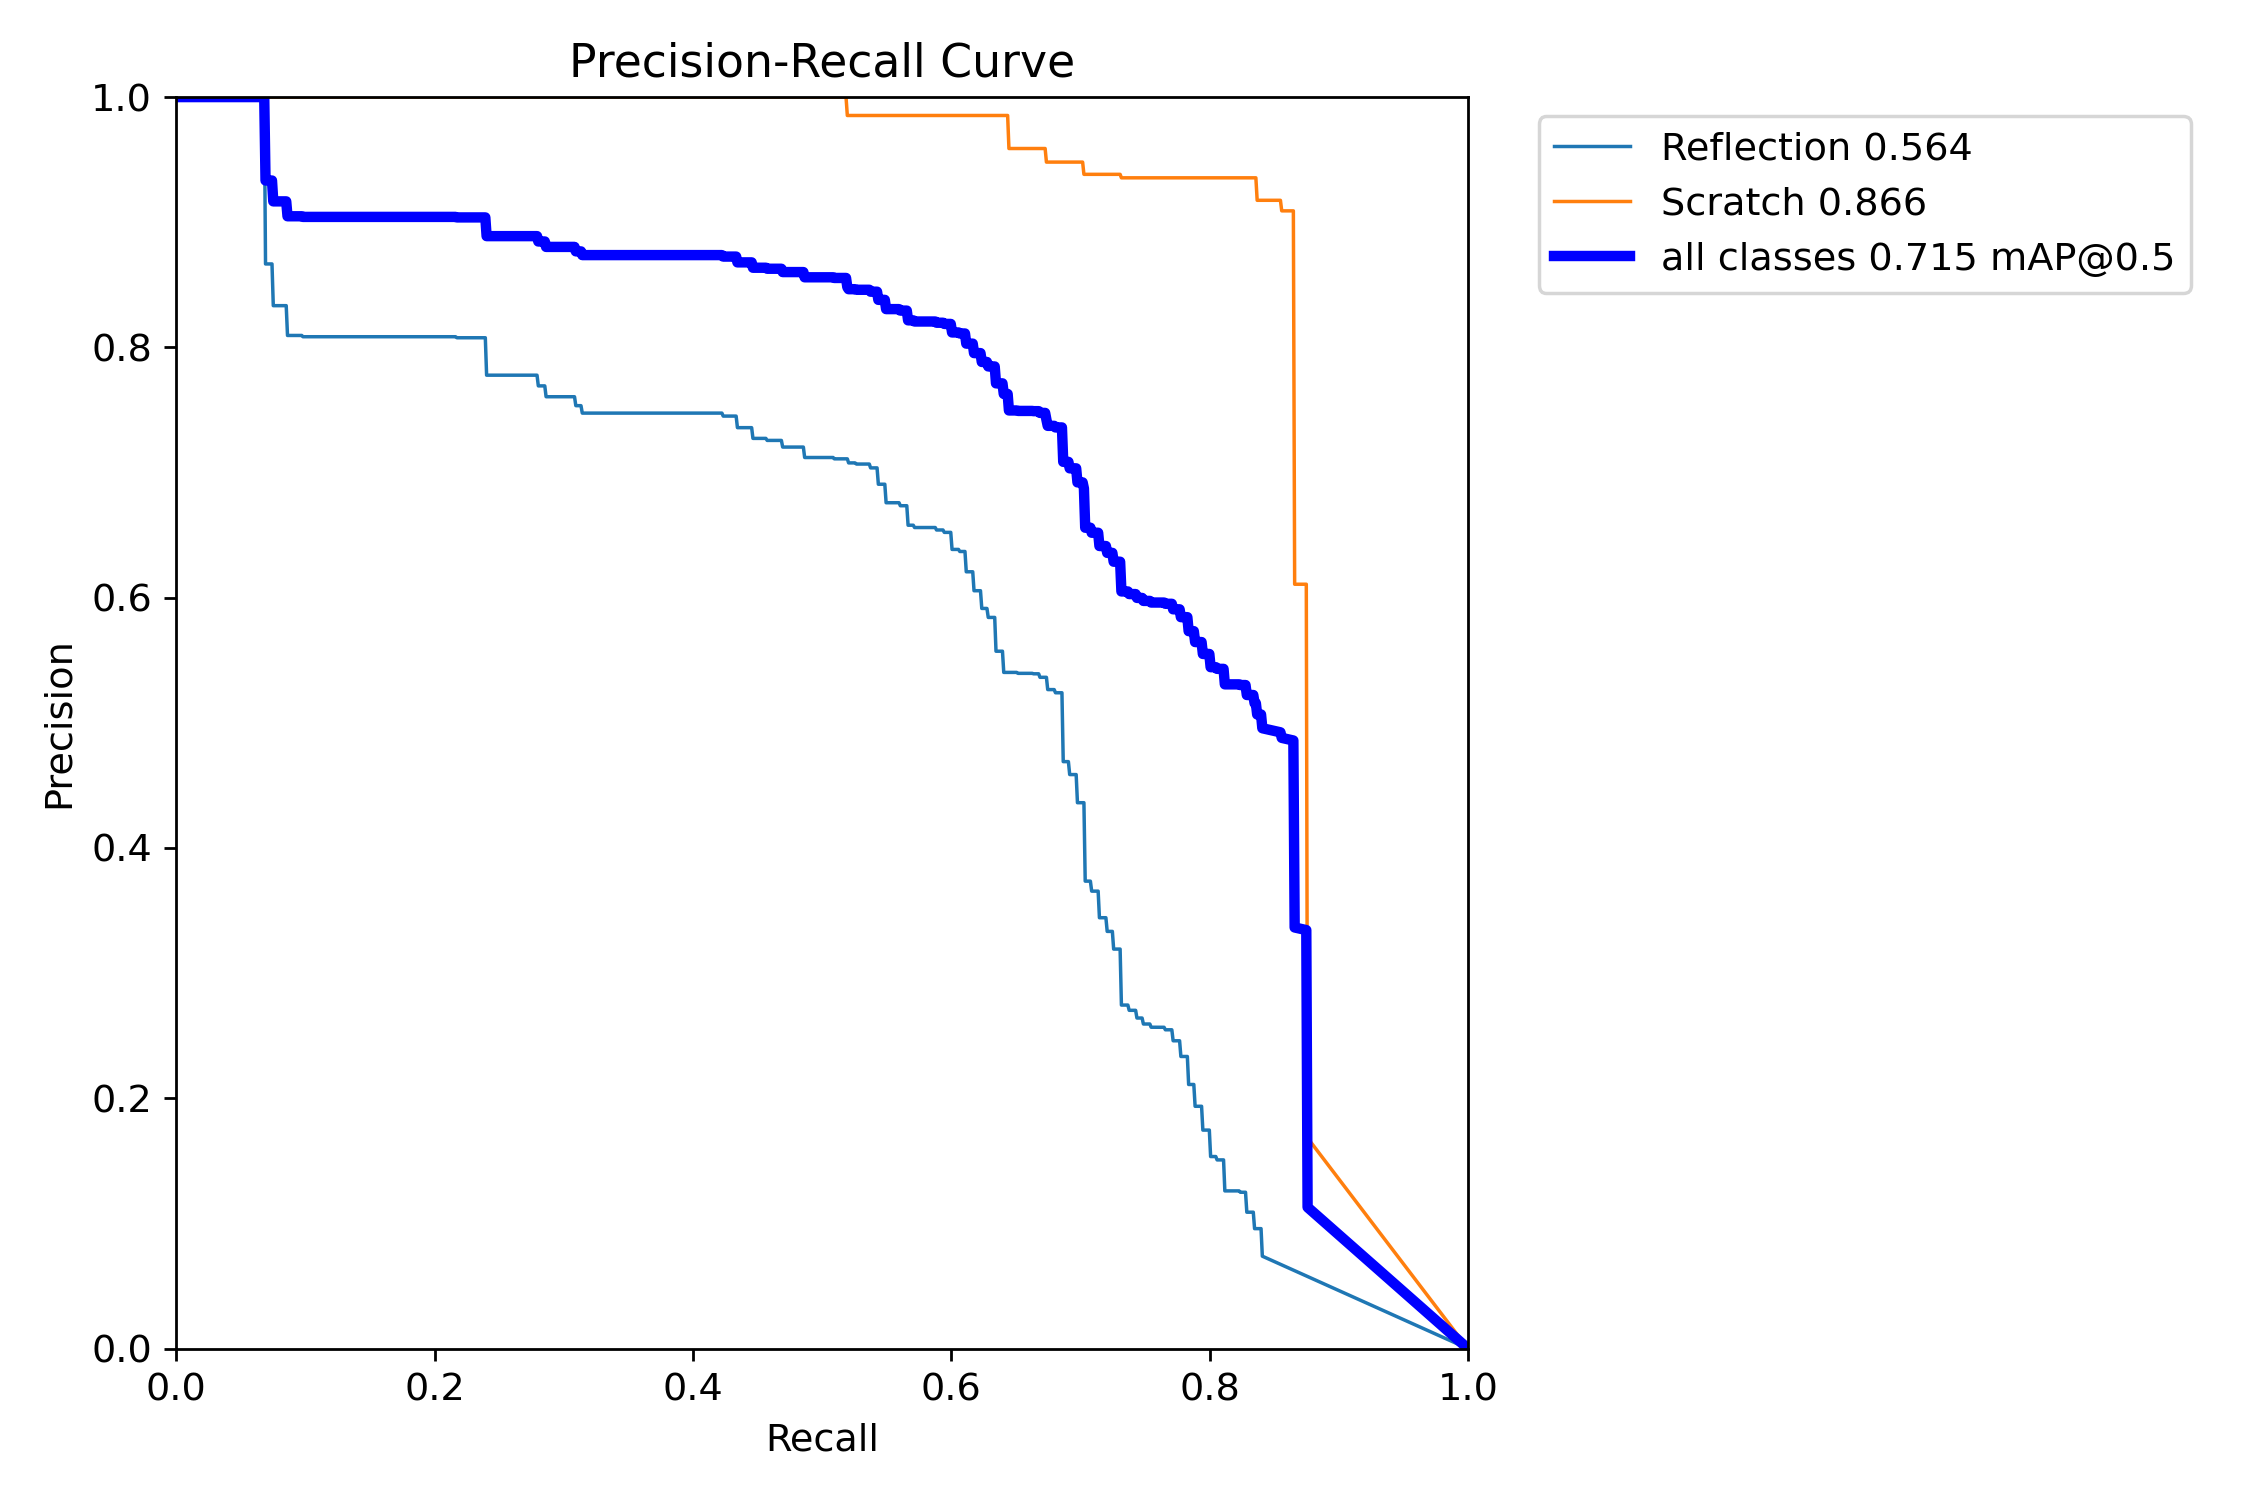 Precision-Recall Curve
Reflection 0.564
Scratch 0.866
all classes 0.715 mAP@0.5
Precision
1.0
0.8
0.6
0.4
0.2
0.0
0.0 0.2 0.4 0.6 0.8 1.0
Recall